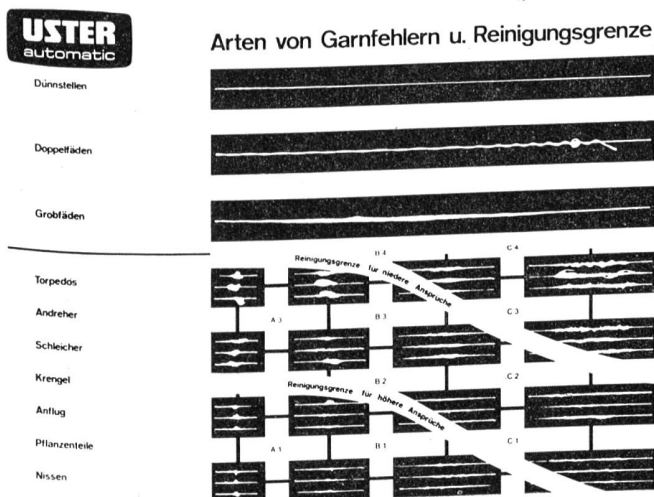 USTER
automatic
Arten von Garnfehlern u. Reinigungsgrenze
Dünnstellen
Doppelfäden
Grobfäden
B 4
C 4
Reinigungsgrenze für niedere Ansprüche
Torpedos
Andreher
A 3
B 3
C 3
Schleicher
Krengel
B 2
C 2
Reinigungsgrenze für höhere Ansprüche
Anflug
Pflanzenteile
A 1
B 1
C 1
Nissen